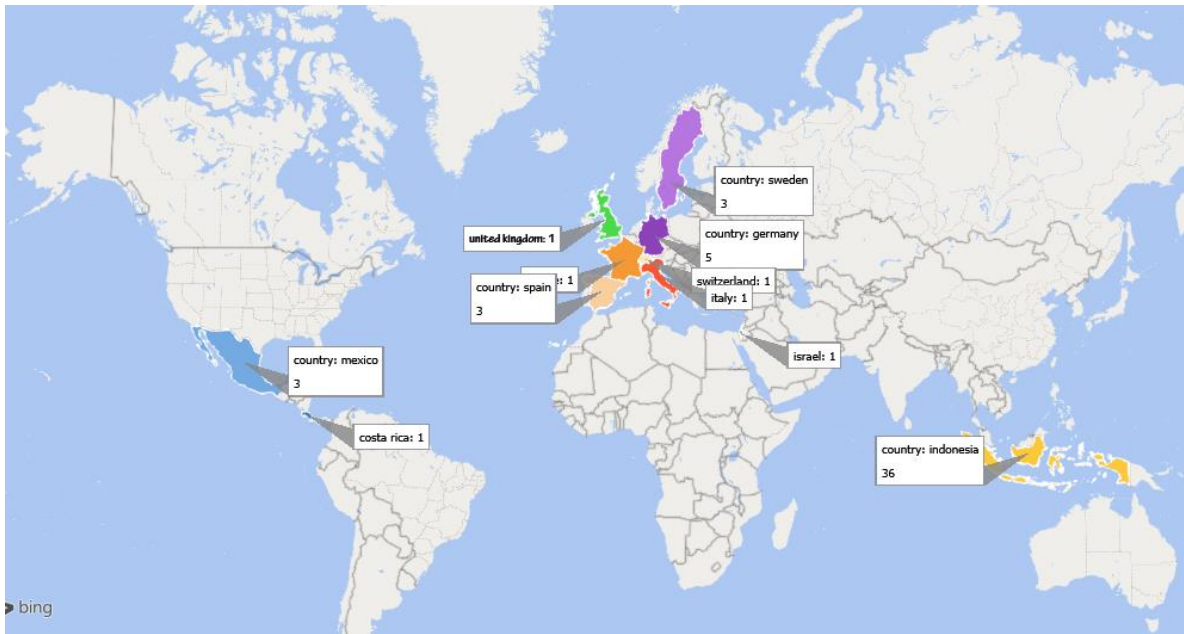 country: sweden
3
united kingdom: 1
country: germany
5
e: 1
switzerland: 1
country: spain
3
italy: 1
israel: 1
country: mexico
3
costa rica: 1
country: indonesia
36
bing